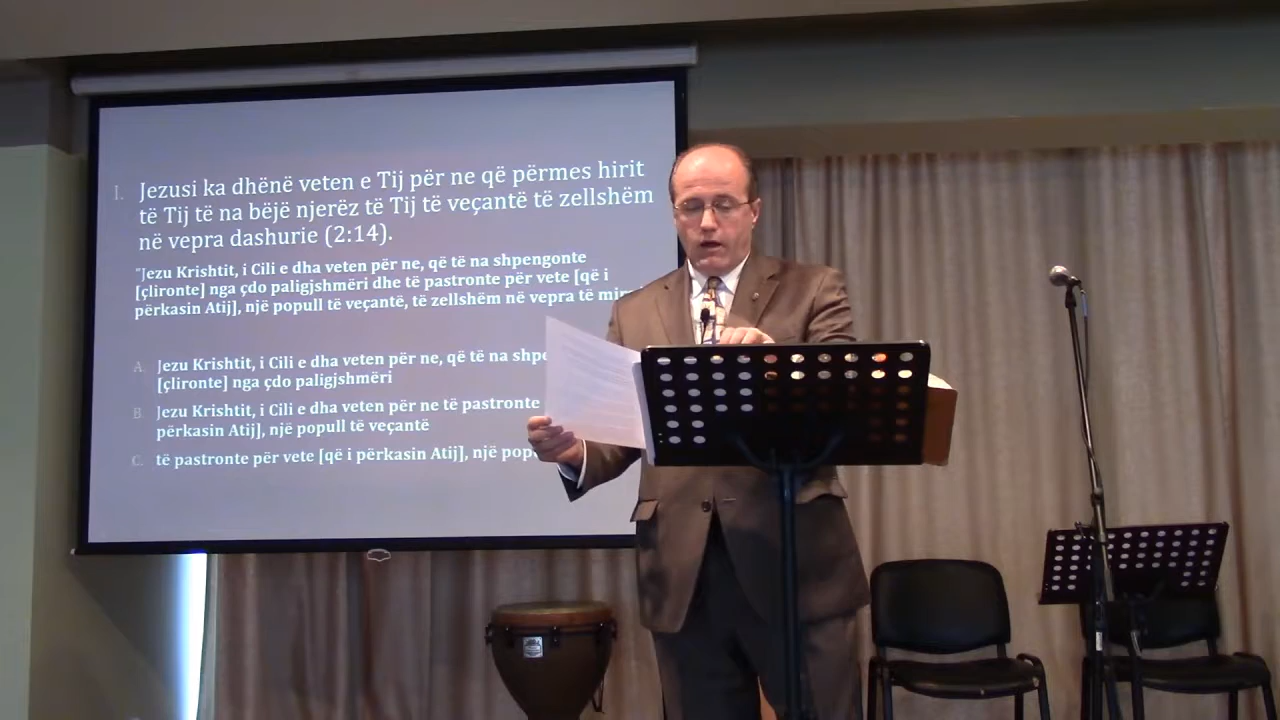 I. Jezusi ka dhënë veten e Tij për ne që përmes hirit
të Tij të na bëjë njerëz të Tij të veçantë të zellshëm
në vepra dashurie (2:14).
"Jezu Krishtit, i Cili e dha veten për ne, që të na shpengonte
[çlironte] nga çdo paligjshmëri dhe të pastronte për vete [që i
përkasin Atij], një popull të veçantë, të zellshëm në vepra të
A. Jezu Krishtit, i Cili e dha veten për ne, që të na
[çlironte] nga çdo paligjshmëri
B. Jezu Krishtit, i Cili e dha veten për ne të pastronte
përkasin Atij], një popull të veçantë
C. të pastronte për vete [që i përkasin Atij], një